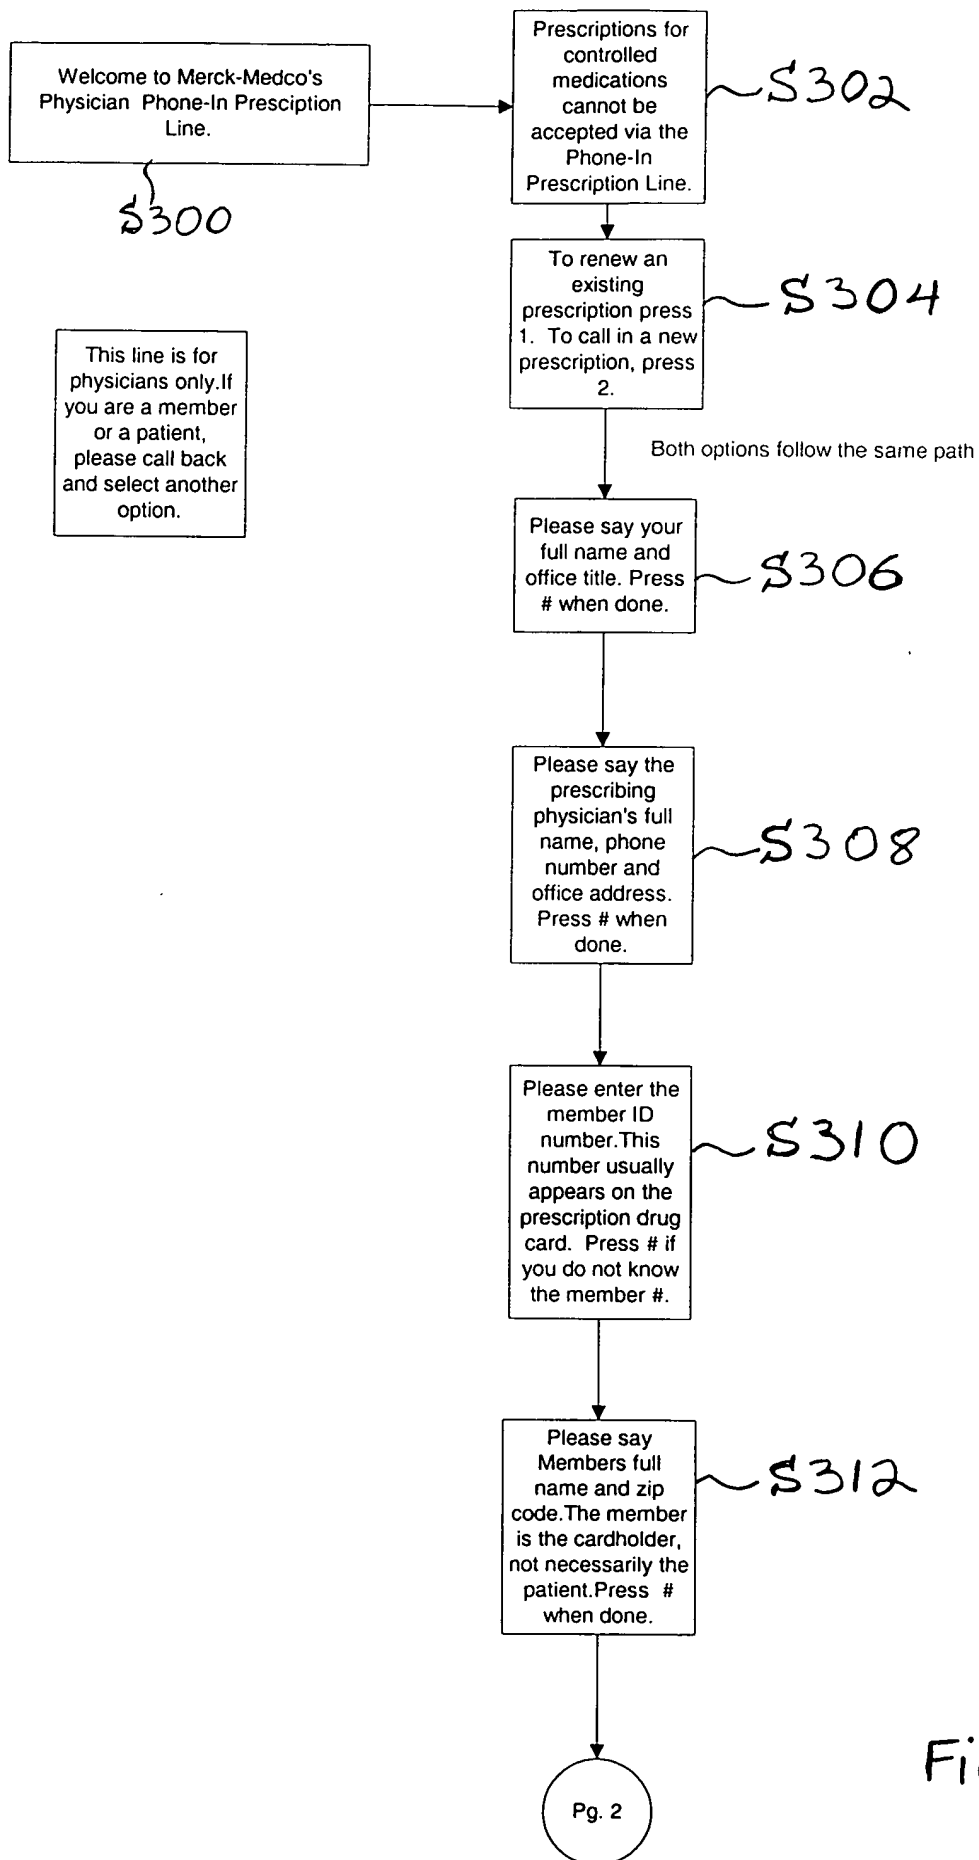 Welcome to Merck-Medco's
Physician Phone-In Presciption
Line.
S300
Prescriptions for
controlled
medications
cannot be
accepted via the
Phone-In
Prescription Line.
S302
To renew an
existing
prescription press
1. To call in a new
prescription, press
2.
S304
This line is for
physicians only.If
you are a member
or a patient,
please call back
and select another
option.
Both options follow the same path
Please say your
full name and
office title. Press
# when done.
S306
Please say the
prescribing
physician's full
name, phone
number and
office address.
Press # when
done.
S308
Please enter the
member ID
number.This
number usually
appears on the
prescription drug
card. Press # if
you do not know
the member #.
S310
Please say
Members full
name and zip
code.The member
is the cardholder,
not necessarily the
patient.Press #
when done.
S312
Pg. 2